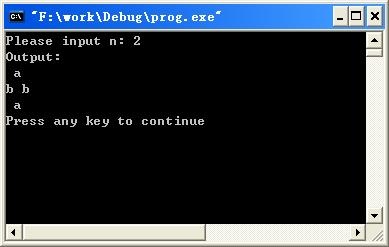 "F:\work\Debug\prog.exe"
Please input n: 2
Output:
 a
b b
 a
Press any key to continue